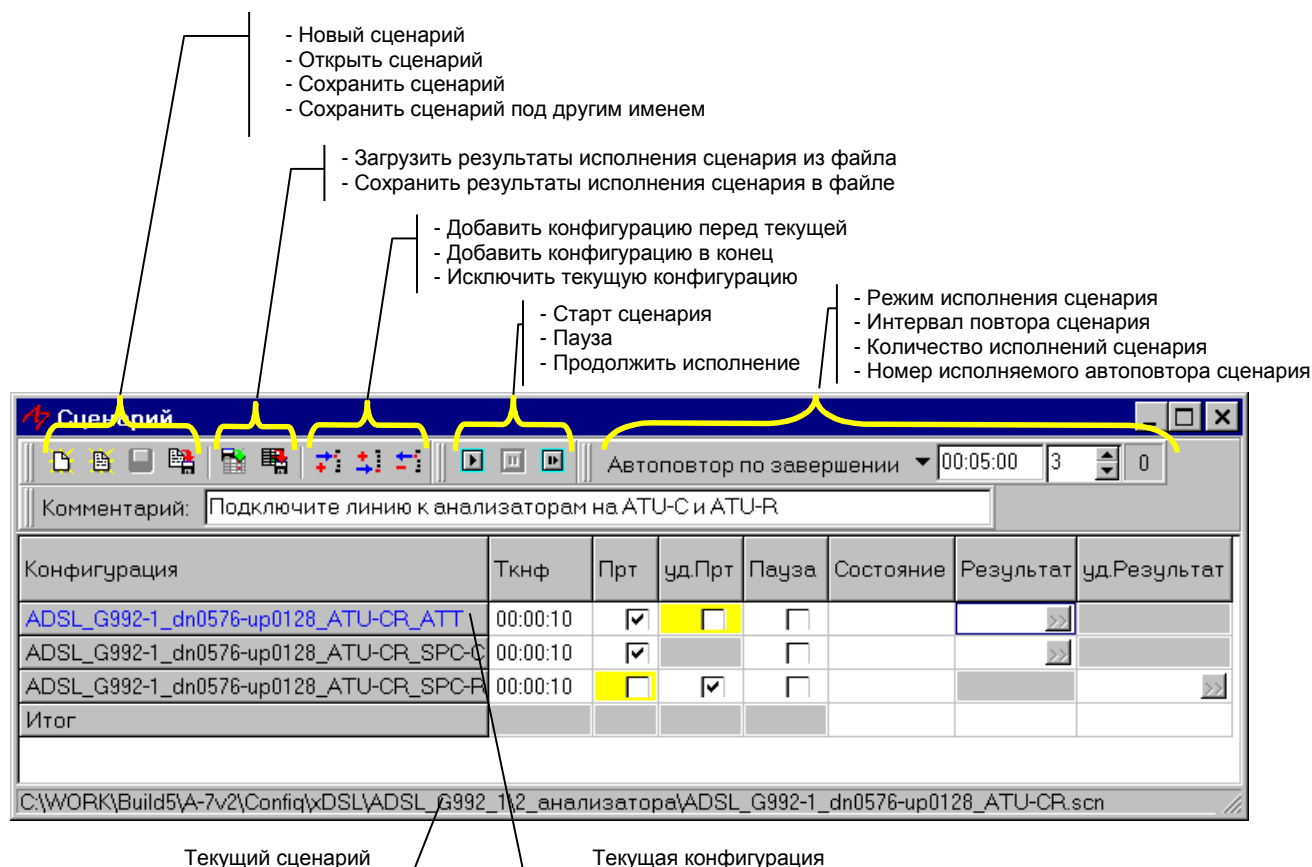 - Новый сценарий
- Открыть сценарий
- Сохранить сценарий
- Сохранить сценарий под другим именем
- Загрузить результаты исполнения сценария из файла
- Сохранить результаты исполнения сценария в файле
- Добавить конфигурацию перед текущей
- Добавить конфигурацию в конец
- Исключить текущую конфигурацию
- Старт сценария
- Пауза
- Продолжить исполнение
- Режим исполнения сценария
- Интервал повтора сценария
- Количество исполнений сценария
- Номер исполняемого автоповтора сценария
Сценарий
Автоповтор по завершении 00:05:00 3 0
Комментарий: Подключите линию к анализаторам на ATU-C и ATU-R
Конфигурация Ткнф Прт уд.Прт Пауза Состояние Результат уд.Результат
ADSL_G992-1_dn0576-up0128_ATU-CR_ATT 00:00:10 >>
ADSL_G992-1_dn0576-up0128_ATU-CR_SPC-C 00:00:10 >>
ADSL_G992-1_dn0576-up0128_ATU-CR_SPC-R 00:00:10 >>
Итог
C:\WORK\Build5\A-7v2\Config\xDSL\ADSL_G992_1\2_анализатора\ADSL_G992-1_dn0576-up0128_ATU-CR.scn
Текущий сценарий Текущая конфигурация